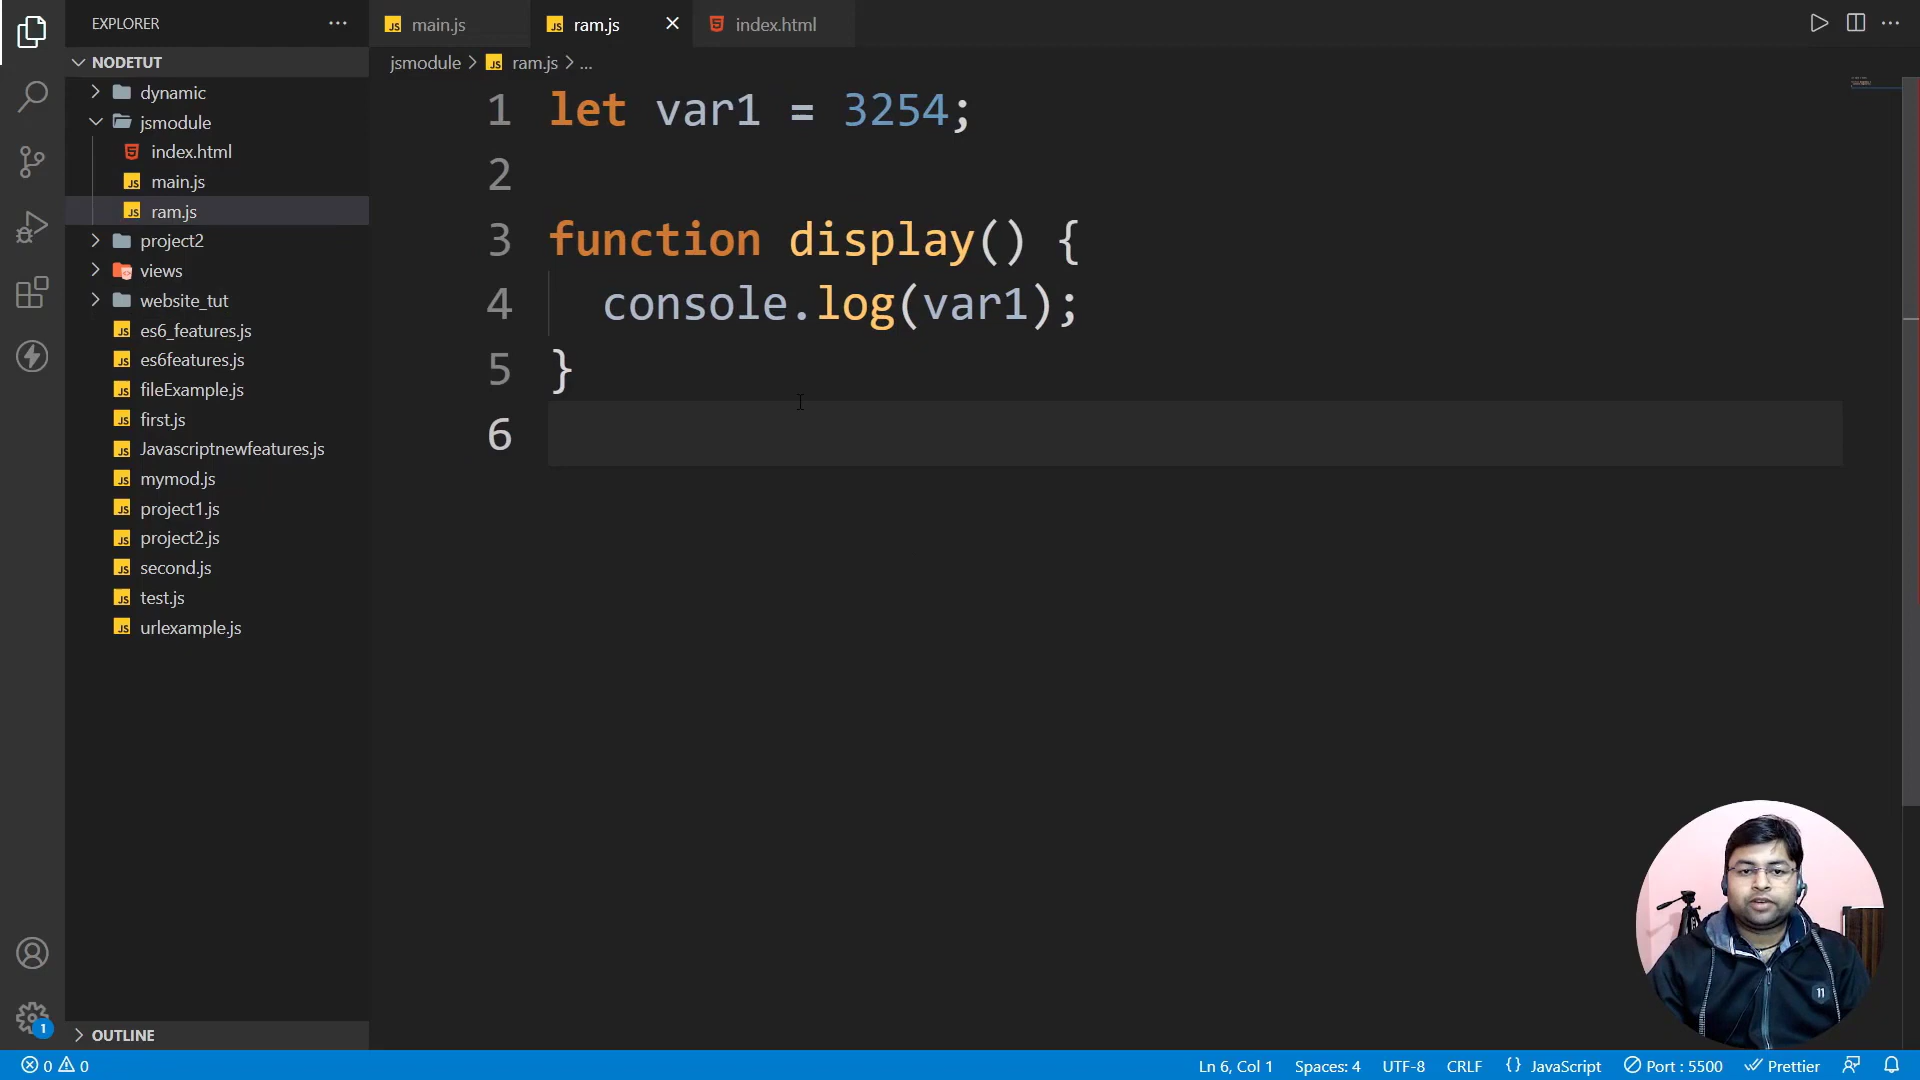 EXPLORER
NODETUT
dynamic
jsmodule
index.html
main.js
ram.js
project2
views
website_tut
es6_features.js
es6features.js
fileExample.js
first.js
Javascriptnewfeatures.js
mymod.js
project1.js
project2.js
second.js
test.js
urlexample.js
OUTLINE
main.js ram.js index.html
jsmodule > ram.js > ...
1 let var1 = 3254;
2
3 function display() {
4 console.log(var1);
5 }
6
11
1
0 0 Ln 6, Col 1 Spaces: 4 UTF-8 CRLF {} JavaScript Port : 5500 Prettier